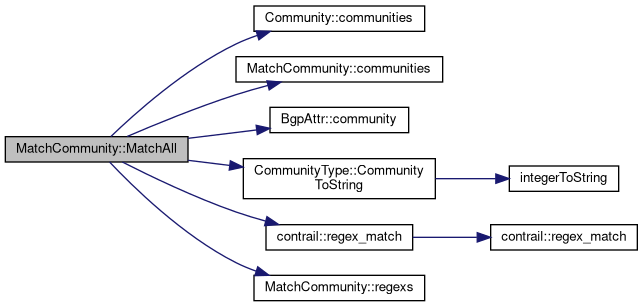 Community::communities
MatchCommunity::communities
BgpAttr::community
MatchCommunity::MatchAll
CommunityType::Community
ToString
integerToString
contrail::regex_match
contrail::regex_match
MatchCommunity::regexs